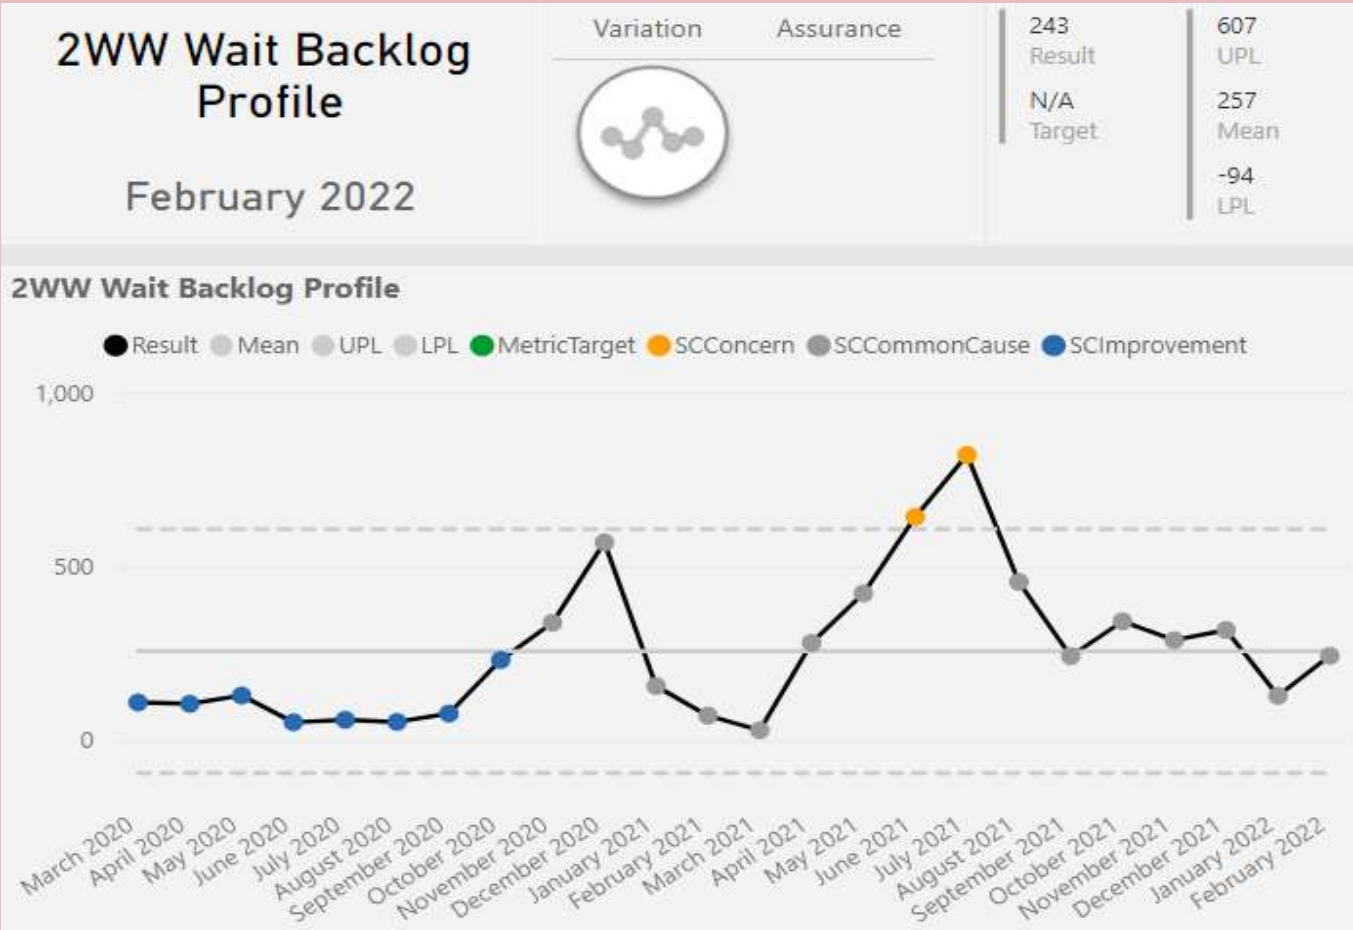 2WW Wait Backlog
Profile
February 2022
Variation Assurance
243
Result
N/A
Target
607
UPL
257
Mean
-94
LPL
2WW Wait Backlog Profile
Result Mean UPL LPL MetricTarget SCConcern SCCommonCause SCImprovement
1,000
500
0
March 2020
April 2020
May 2020
June 2020
July 2020
August 2020
September 2020
October 2020
November 2020
December 2020
January 2021
February 2021
March 2021
April 2021
May 2021
June 2021
July 2021
August 2021
September 2021
October 2021
November 2021
December 2021
January 2022
February 2022